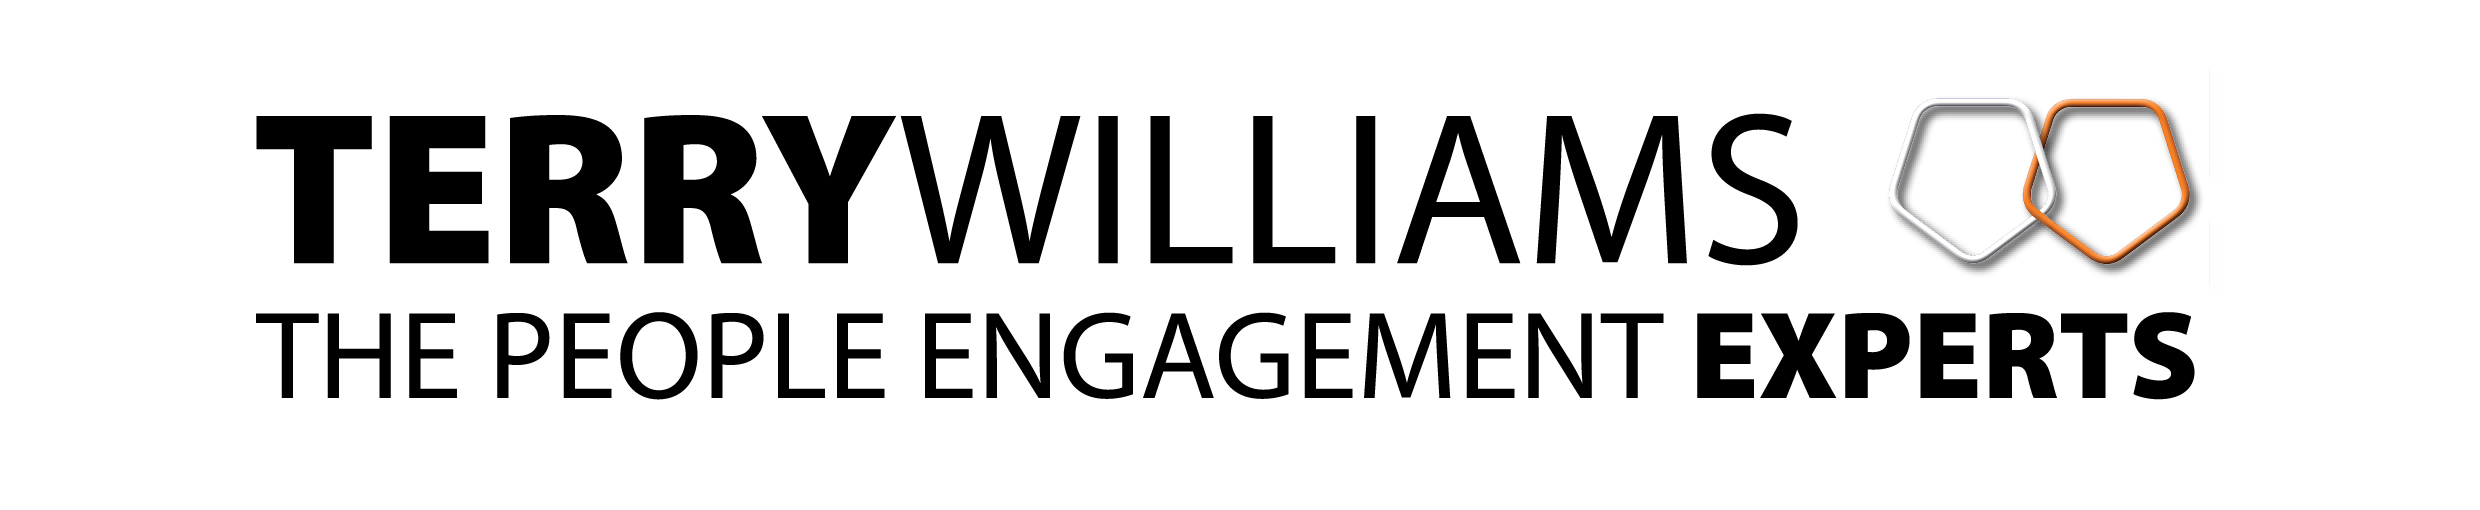 TERRYWILLIAMS
THE PEOPLE ENGAGEMENT EXPERTS